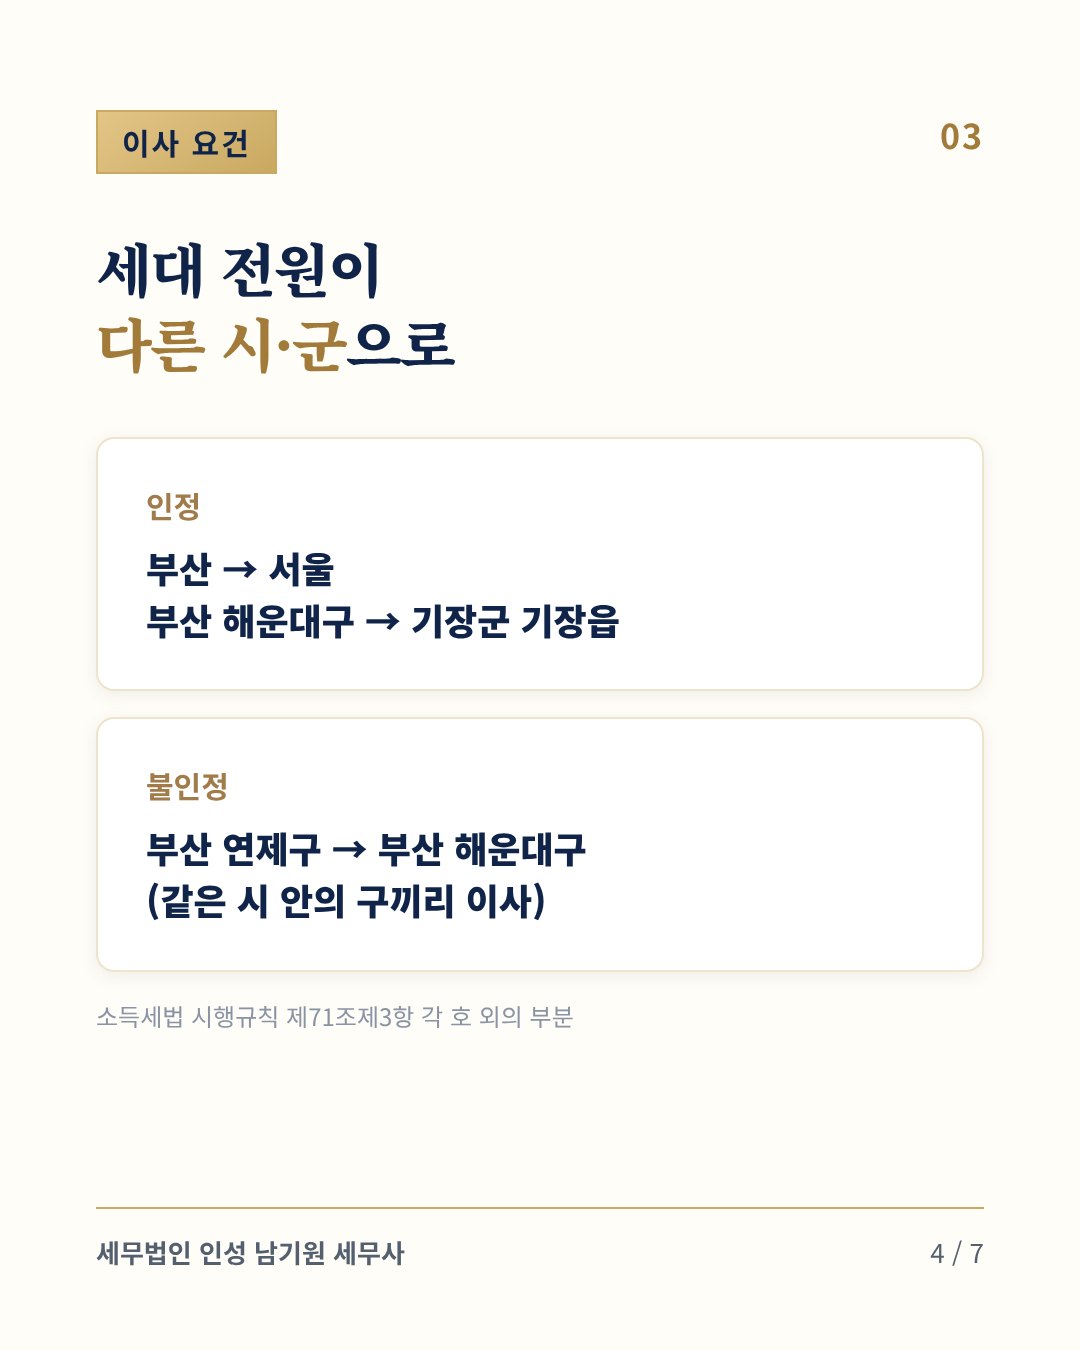 이사 요건
03
세대 전원이
다른 시·군으로
인정
부산 → 서울
부산 해운대구 → 기장군 기장읍
불인정
부산 연제구 → 부산 해운대구
(같은 시 안의 구끼리 이사)
소득세법 시행규칙 제71조제3항 각 호 외의 부분
세무법인 인성 남기원 세무사
4 / 7